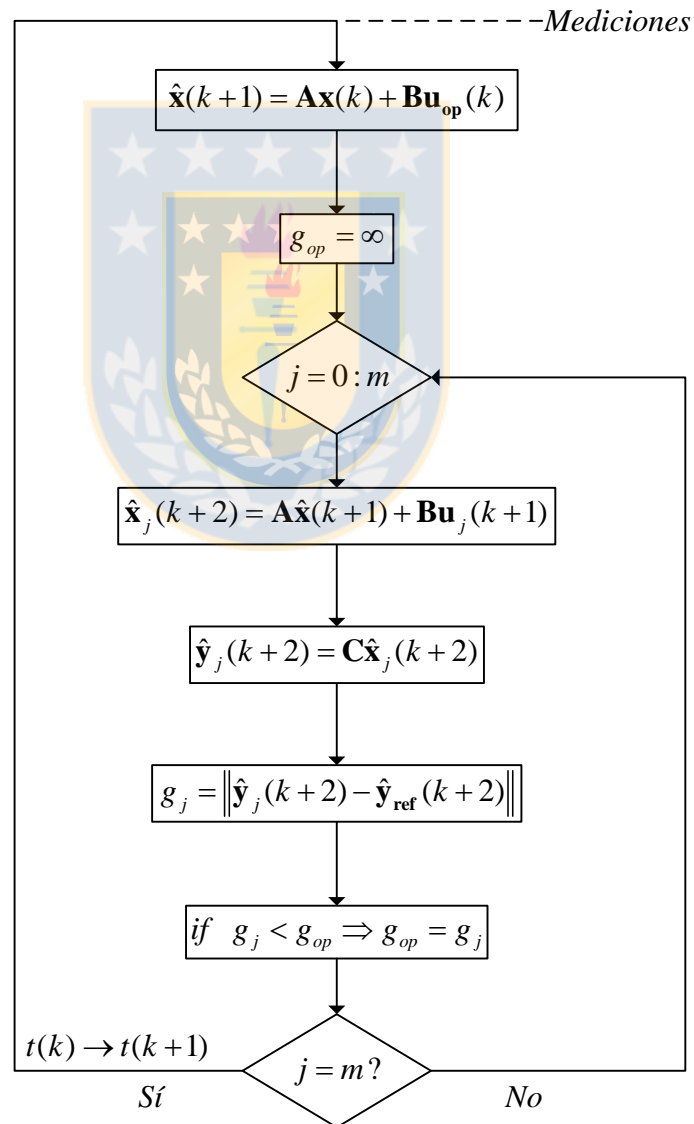 Mediciones
x̂(k+1) = Ax(k) + Bu_op(k)
g_op = ∞
j = 0 : m
x̂_j(k+2) = Ax̂(k+1) + Bu_j(k+1)
ŷ_j(k+2) = Cx̂_j(k+2)
g_j = ‖ŷ_j(k+2) − ŷ_ref(k+2)‖
if g_j < g_op ⇒ g_op = g_j
t(k) → t(k+1)
j = m?
Sí
No